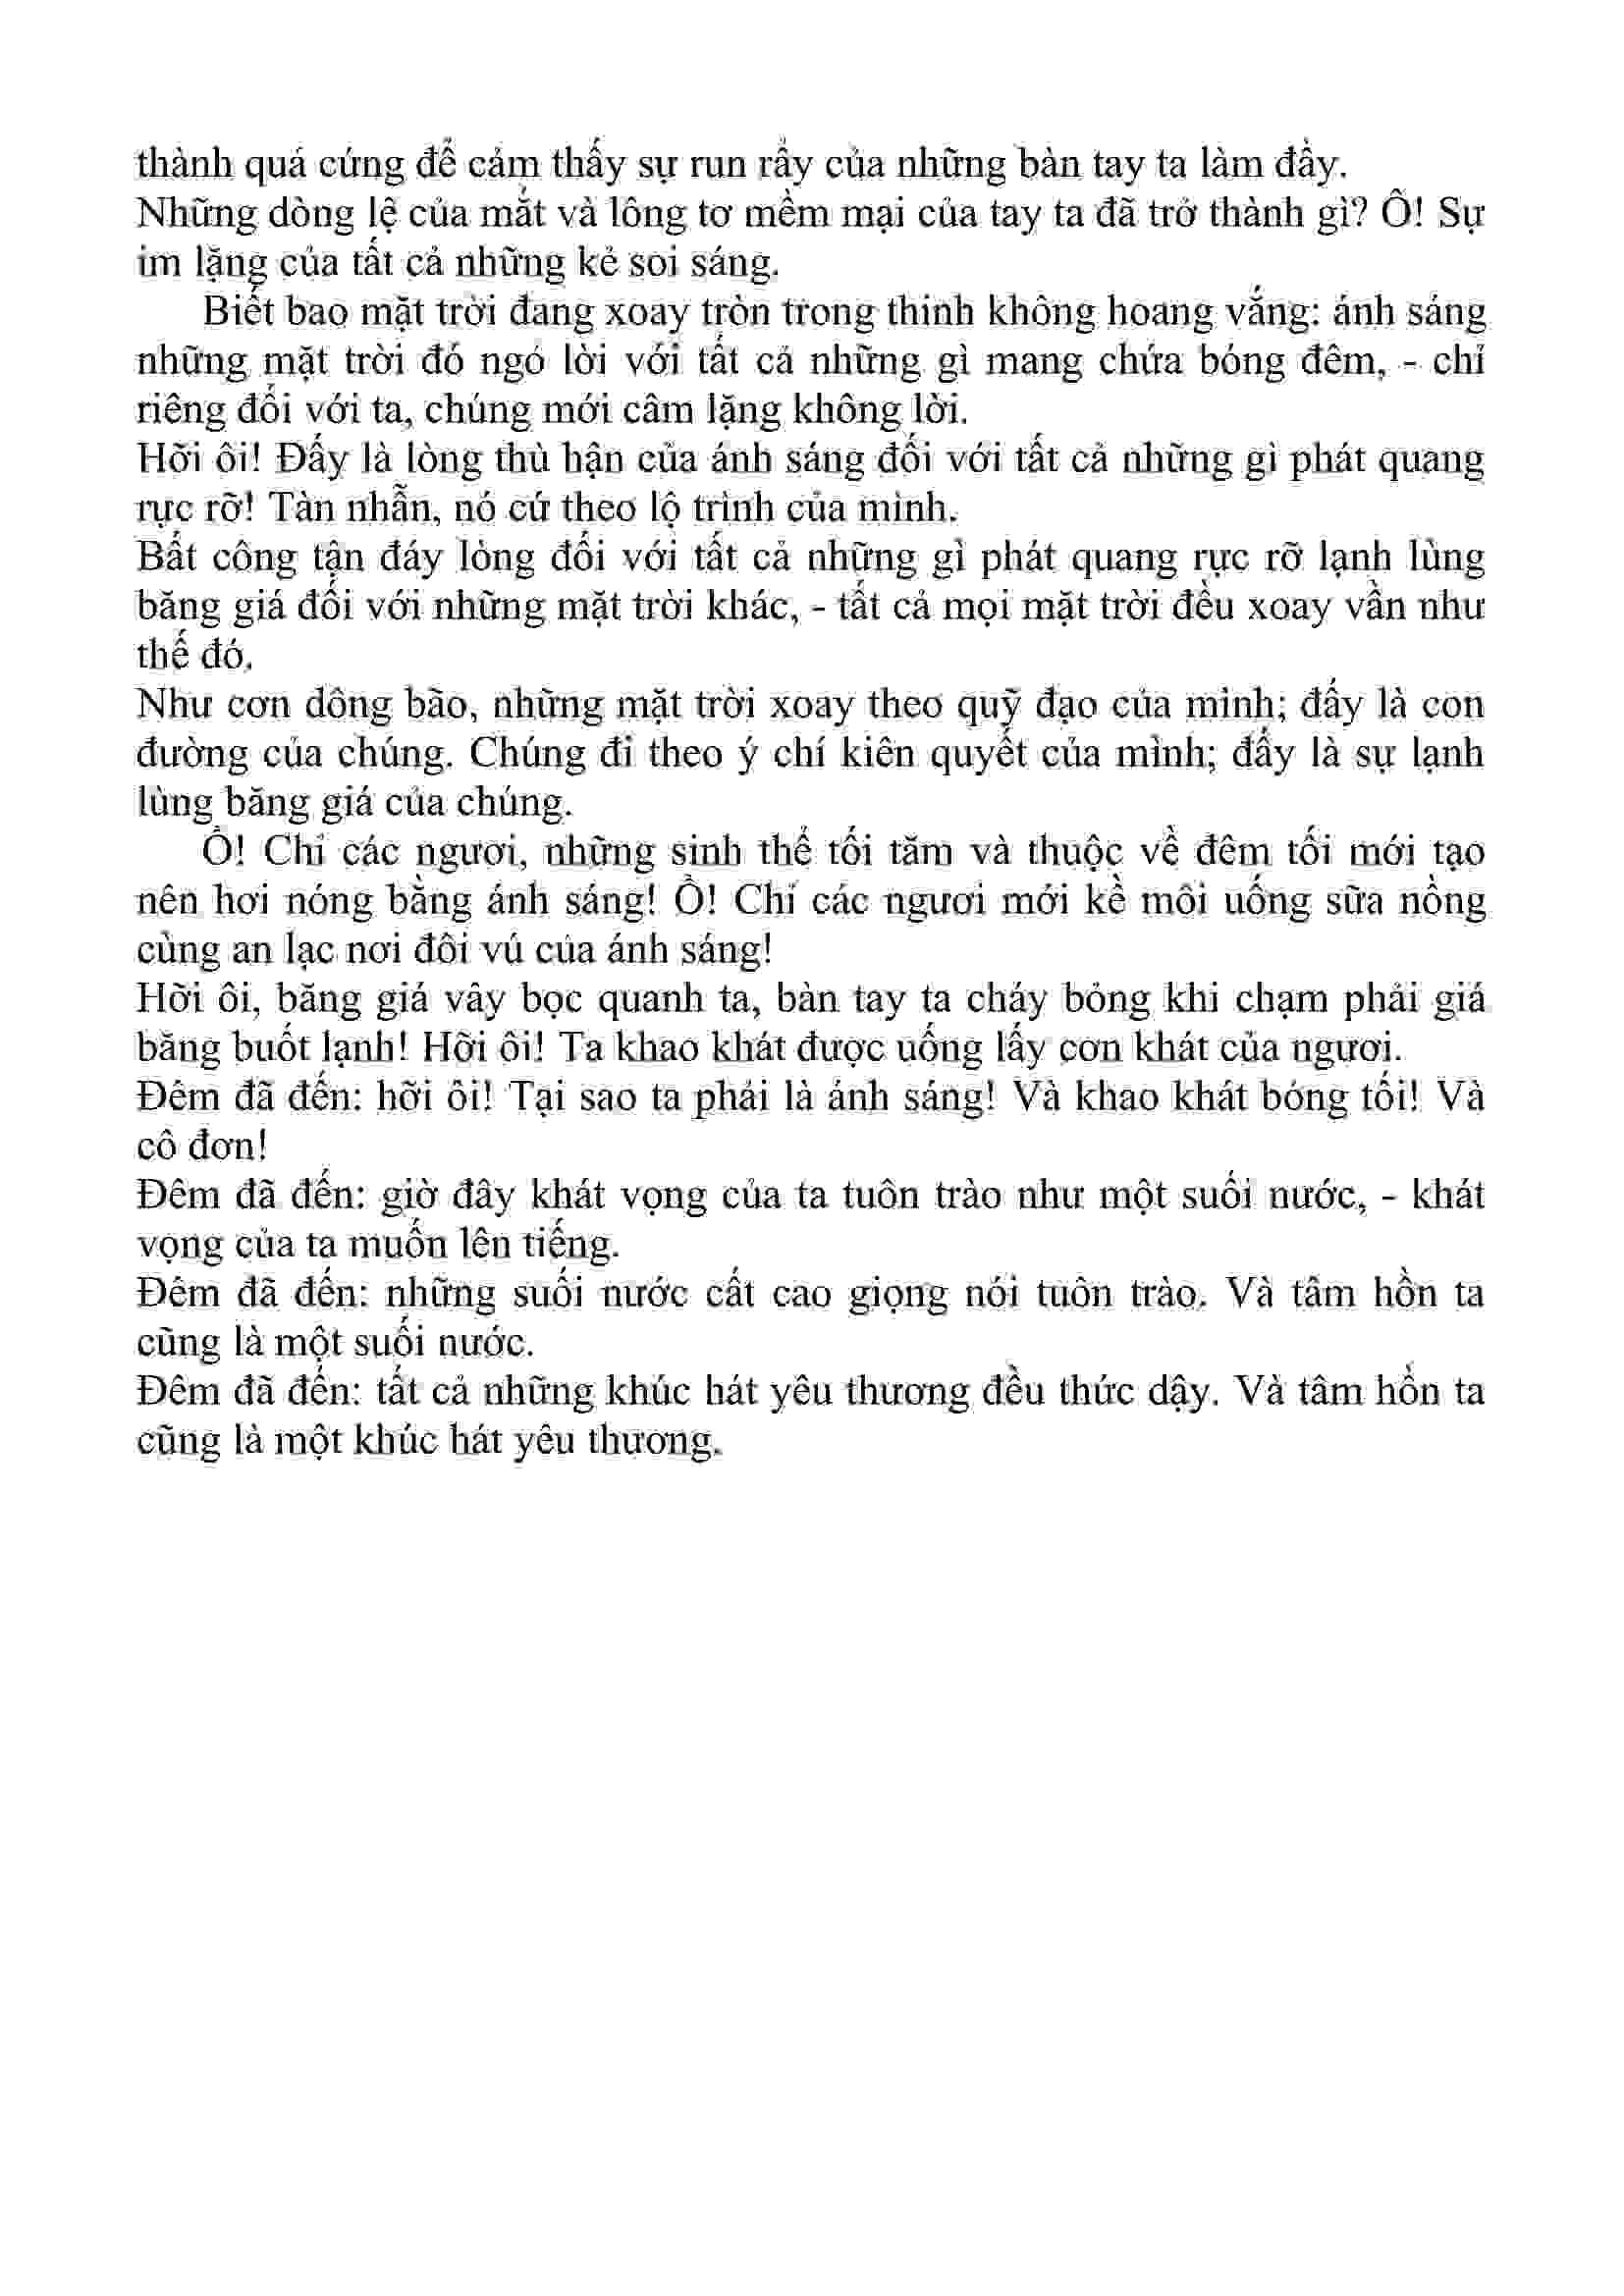 thành quá cứng để cảm thấy sự run rẩy của những bàn tay ta làm đầy.
Những dòng lệ của mắt và lông tơ mềm mại của tay ta đã trở thành gì? Ô! Sự
im lặng của tất cả những kẻ soi sáng.
Biết bao mặt trời đang xoay tròn trong thinh không hoang vắng: ánh sáng
những mặt trời đó ngỏ lời với tất cả những gì mang chứa bóng đêm, - chỉ
riêng đối với ta, chúng mới câm lặng không lời.
Hỡi ôi! Đấy là lòng thù hận của ánh sáng đối với tất cả những gì phát quang
rực rỡ! Tàn nhẫn, nó cứ theo lộ trình của mình.
Bất công tận đáy lòng đối với tất cả những gì phát quang rực rỡ lạnh lùng
băng giá đối với những mặt trời khác, - tất cả mọi mặt trời đều xoay vần như
thế đó.
Như cơn dông bão, những mặt trời xoay theo quỹ đạo của mình; đấy là con
đường của chúng. Chúng đi theo ý chí kiên quyết của mình; đấy là sự lạnh
lùng băng giá của chúng.
Ồ! Chỉ các ngươi, những sinh thể tối tăm và thuộc về đêm tối mới tạo
nên hơi nóng bằng ánh sáng! Ồ! Chỉ các ngươi mới kề môi uống sữa nồng
cùng an lạc nơi đôi vú của ánh sáng!
Hỡi ôi, băng giá vây bọc quanh ta, bàn tay ta cháy bỏng khi chạm phải giá
băng buốt lạnh! Hỡi ôi! Ta khao khát được uống lấy cơn khát của ngươi.
Đêm đã đến: hỡi ôi! Tại sao ta phải là ánh sáng! Và khao khát bóng tối! Và
cô đơn!
Đêm đã đến: giờ đây khát vọng của ta tuôn trào như một suối nước, - khát
vọng của ta muốn lên tiếng.
Đêm đã đến: những suối nước cất cao giọng nói tuôn trào. Và tâm hồn ta
cũng là một suối nước.
Đêm đã đến: tất cả những khúc hát yêu thương đều thức dậy. Và tâm hồn ta
cũng là một khúc hát yêu thương.